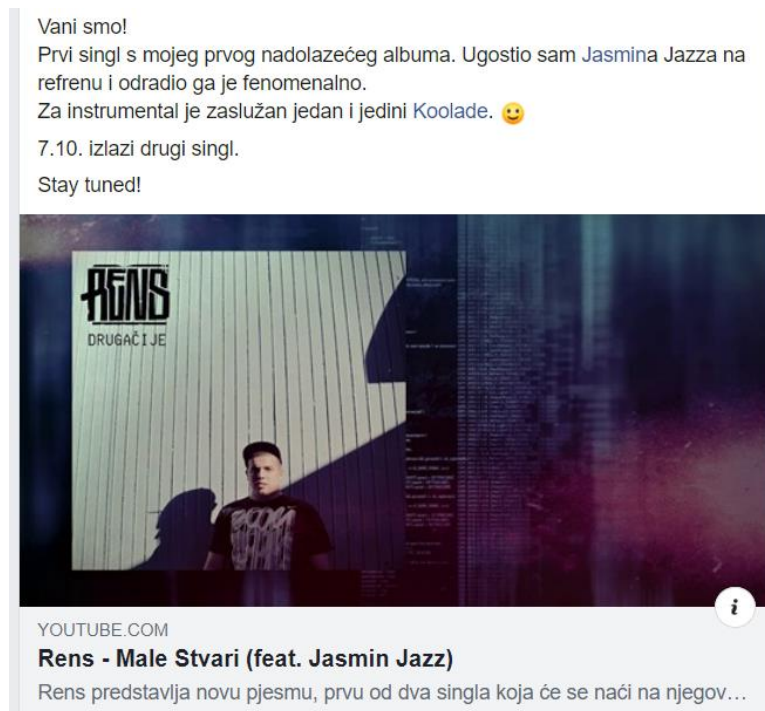 Vani smo!
Prvi singl s mojeg prvog nadolazećeg albuma. Ugostio sam Jasmina Jazza na
refrenu i odradio ga je fenomenalno.
Za instrumental je zaslužan jedan i jedini Koolade. 🙂
7.10. izlazi drugi singl.
Stay tuned!
RENS
DRUGAČIJE
i
YOUTUBE.COM
Rens - Male Stvari (feat. Jasmin Jazz)
Rens predstavlja novu pjesmu, prvu od dva singla koja će se naći na njegov…